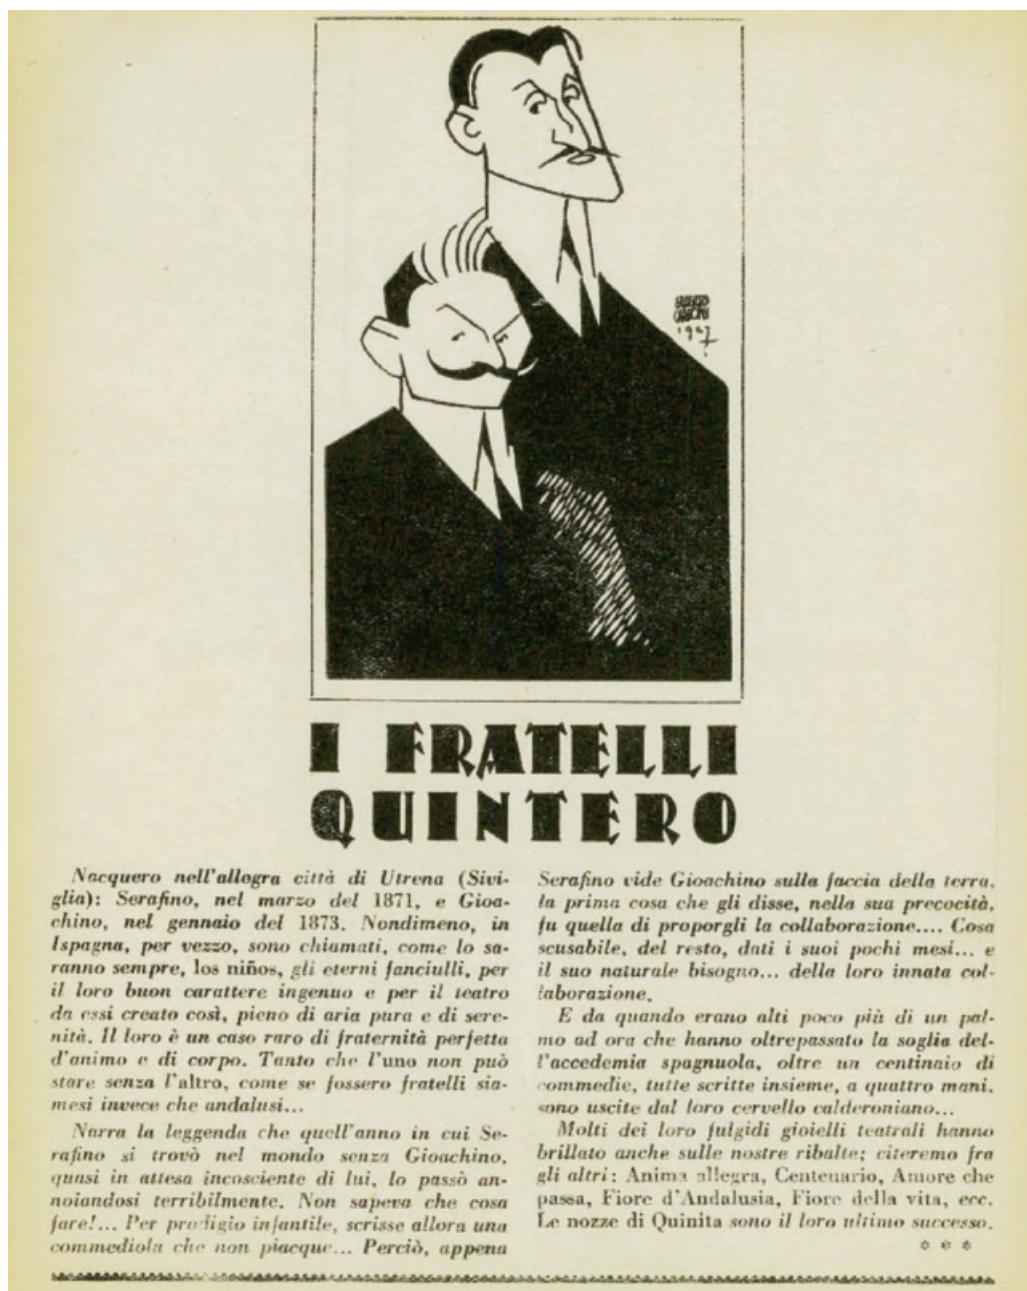 1927
I FRATELLI
QUINTERO
Nacquero nell'allogra città di Utrena (Sivi-
glia): Serafino, nel marzo del 1871, e Gioa-
chino, nel gennaio del 1873. Nondimeno, in
Ispagna, per vezzo, sono chiamati, come lo sa-
ranno sempre, los niños, gli eterni fanciulli, per
il loro buon carattere ingenuo e per il teatro
da essi creato così, pieno di aria pura e di sere-
nità. Il loro è un caso raro di fraternità perfetta
d'animo e di corpo. Tanto che l'uno non può
stare senza l'altro, come se fossero fratelli sia-
mesi invece che andalusi...
Narra la leggenda che quell'anno in cui Se-
rafino si trovò nel mondo senza Gioachino,
quasi in attesa incosciente di lui, lo passò an-
noiandosi terribilmente. Non sapeva che cosa
fare!... Per prodigio infantile, scrisse allora una
commediola che non piacque... Perciò, appena
Serafino vide Gioachino sulla faccia della terra,
la prima cosa che gli disse, nella sua precocità,
fu quella di proporgli la collaborazione.... Cosa
scusabile, del resto, dati i suoi pochi mesi... e
il suo naturale bisogno... della loro innata col-
laborazione.
E da quando erano alti poco più di un pal-
mo ad ora che hanno oltrepassato la soglia del-
l'accedemia spagnuola, oltre un centinaio di
commedie, tutte scritte insieme, a quattro mani,
sono uscite dal loro cervello calderoniano...
Molti dei loro fulgidi gioielli teatrali hanno
brillato anche sulle nostre ribalte; citeremo fra
gli altri: Anima allegra, Centenario, Amore che
passa, Fiore d'Andalusia, Fiore della vita, ecc.
Le nozze di Quinita sono il loro ultimo successo.
* * *